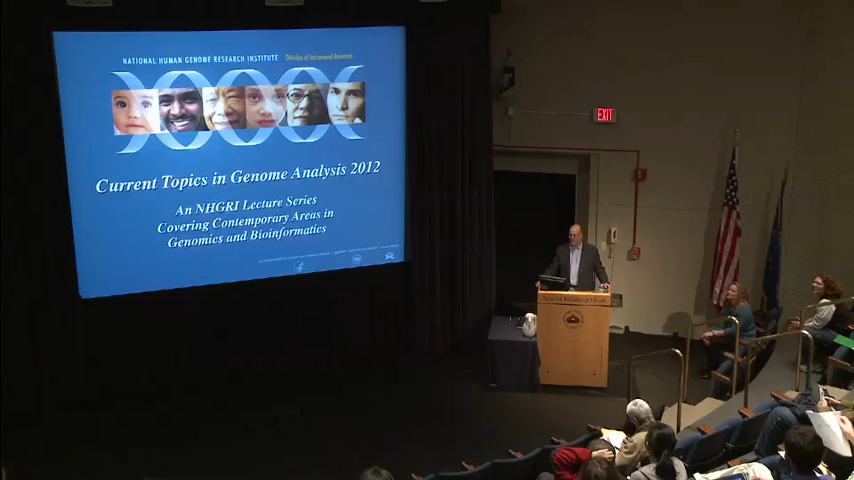 NATIONAL HUMAN GENOME RESEARCH INSTITUTE Division of Intramural Research
Current Topics in Genome Analysis 2012
An NHGRI Lecture Series
Covering Contemporary Areas in
Genomics and Bioinformatics
EXIT